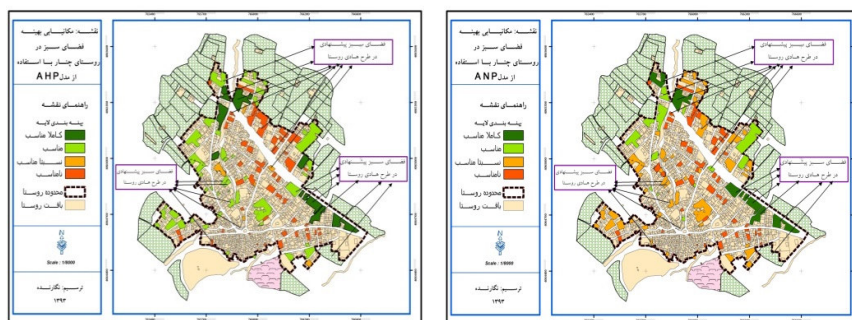 نقشه: مکانیابی بهینه
فضای سبز در
روستای چنار با استفاده
از مدل AHP
راهنمای نقشه
پهنه بندی لایه
کاملا مناسب
مناسب
نسبتا مناسب
نامناسب
محدوده روستا
بافت روستا
N
Scale : 1/8000
ترسیم: نگارنده
۱۳۹۳
فضای سبز پیشنهادی
در طرح هادی روستا
فضای سبز پیشنهادی
در طرح هادی روستا
فضای سبز پیشنهادی
در طرح هادی روستا
نقشه: مکانیابی بهینه
فضای سبز در
روستای چنار با استفاده
از مدل ANP
راهنمای نقشه
پهنه بندی لایه
کاملا مناسب
مناسب
نسبتا مناسب
نامناسب
محدوده روستا
بافت روستا
N
Scale : 1/8000
ترسیم: نگارنده
۱۳۹۳
فضای سبز پیشنهادی
در طرح هادی روستا
فضای سبز پیشنهادی
در طرح هادی روستا
فضای سبز پیشنهادی
در طرح هادی روستا